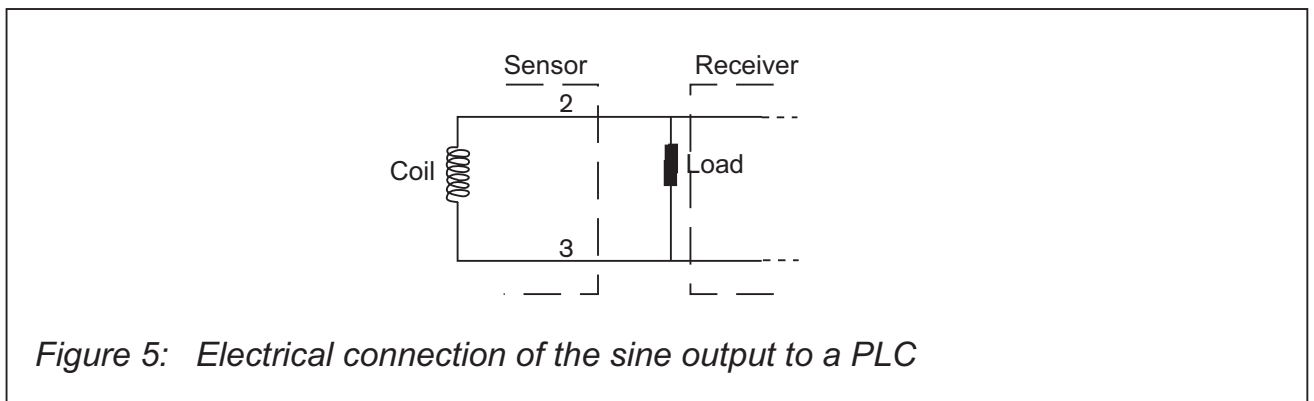 Sensor Receiver
2
Coil
Load
3
Figure 5: Electrical connection of the sine output to a PLC